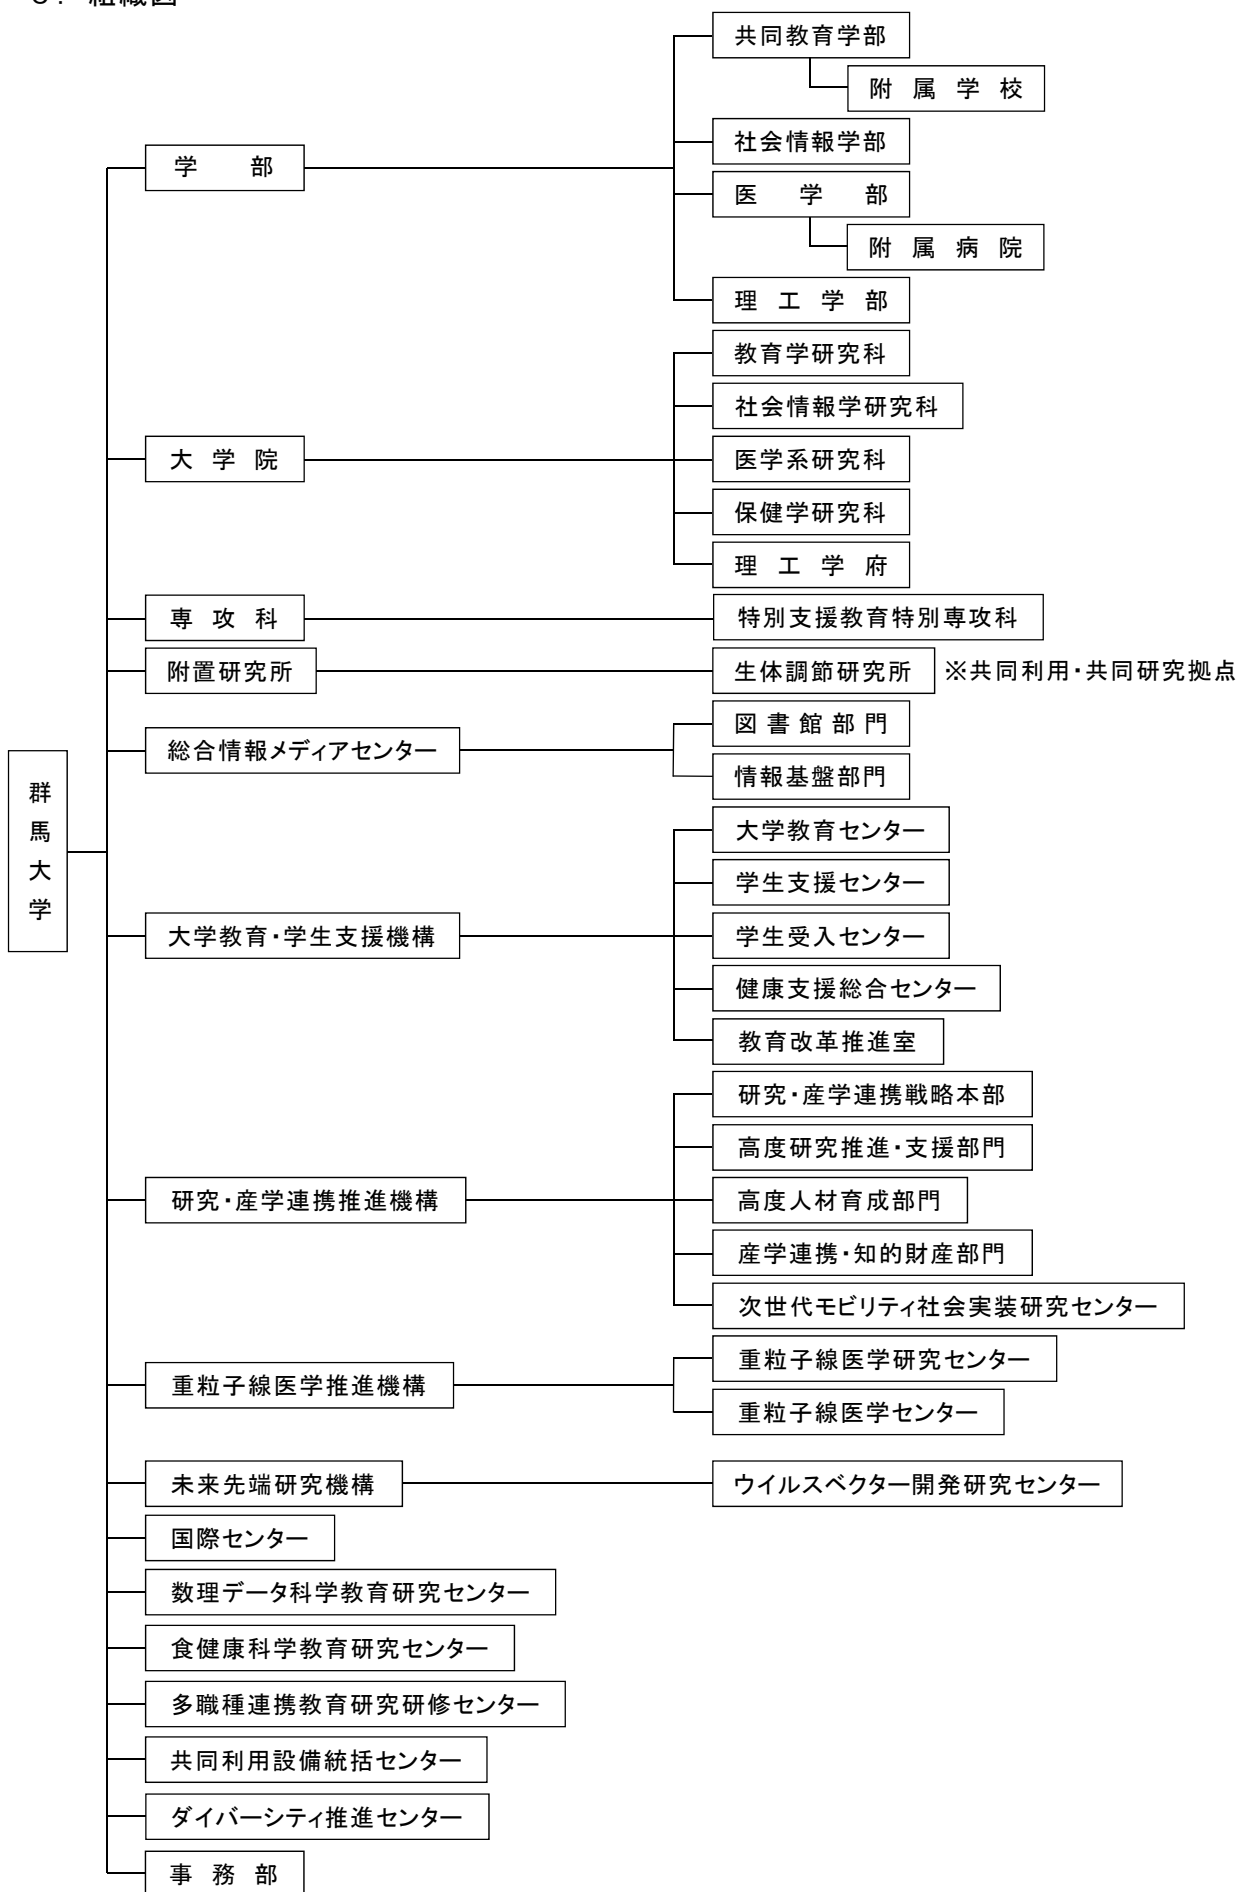 組織図
共同教育学部
附属学校
社会情報学部
学部
医学部
附属病院
理工学部
教育学研究科
社会情報学研究科
大学院
医学系研究科
保健学研究科
理工学府
専攻科
特別支援教育特別専攻科
附置研究所
生体調節研究所 ※共同利用・共同研究拠点
総合情報メディアセンター
図書館部門
情報基盤部門
群馬大学
大学教育センター
学生支援センター
大学教育・学生支援機構
学生受入センター
健康支援総合センター
教育改革推進室
研究・産学連携戦略本部
高度研究推進・支援部門
研究・産学連携推進機構
高度人材育成部門
産学連携・知的財産部門
次世代モビリティ社会実装研究センター
重粒子線医学推進機構
重粒子線医学研究センター
重粒子線医学センター
未来先端研究機構
ウイルスベクター開発研究センター
国際センター
数理データ科学教育研究センター
食健康科学教育研究センター
多職種連携教育研究研修センター
共同利用設備統括センター
ダイバーシティ推進センター
事務部